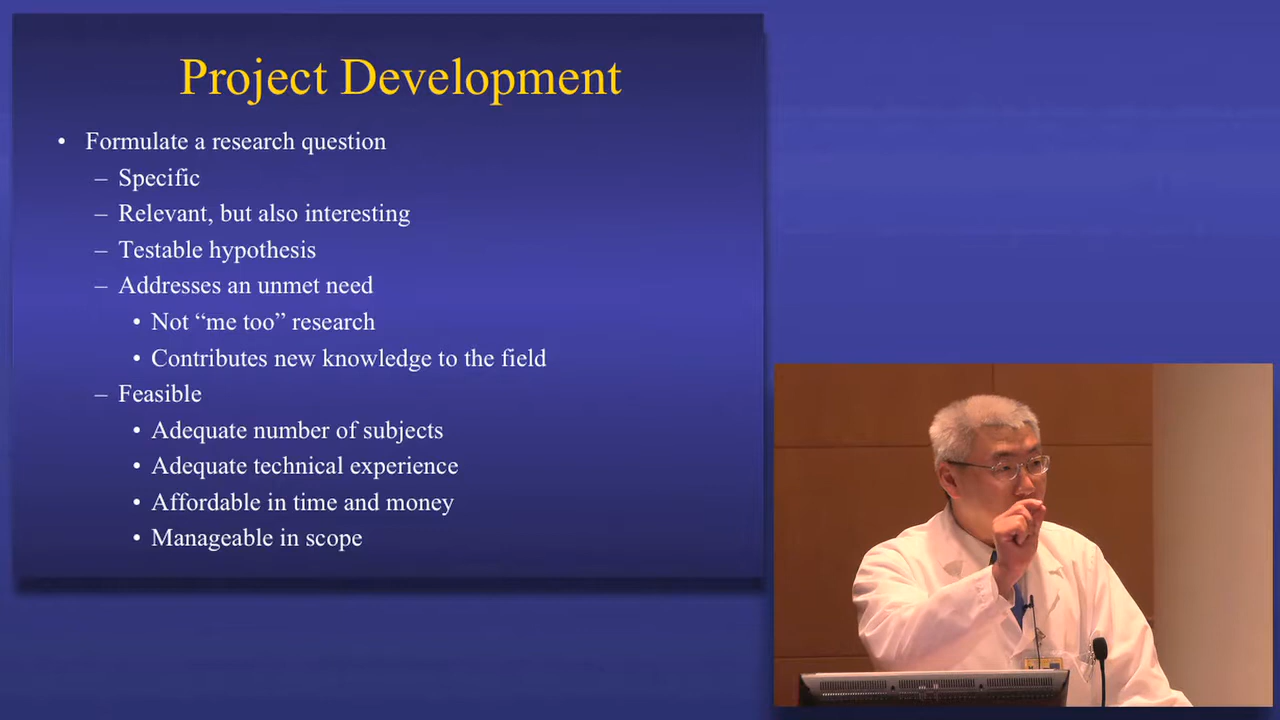 Project Development
• Formulate a research question
– Specific
– Relevant, but also interesting
– Testable hypothesis
– Addresses an unmet need
• Not “me too” research
• Contributes new knowledge to the field
– Feasible
• Adequate number of subjects
• Adequate technical experience
• Affordable in time and money
• Manageable in scope